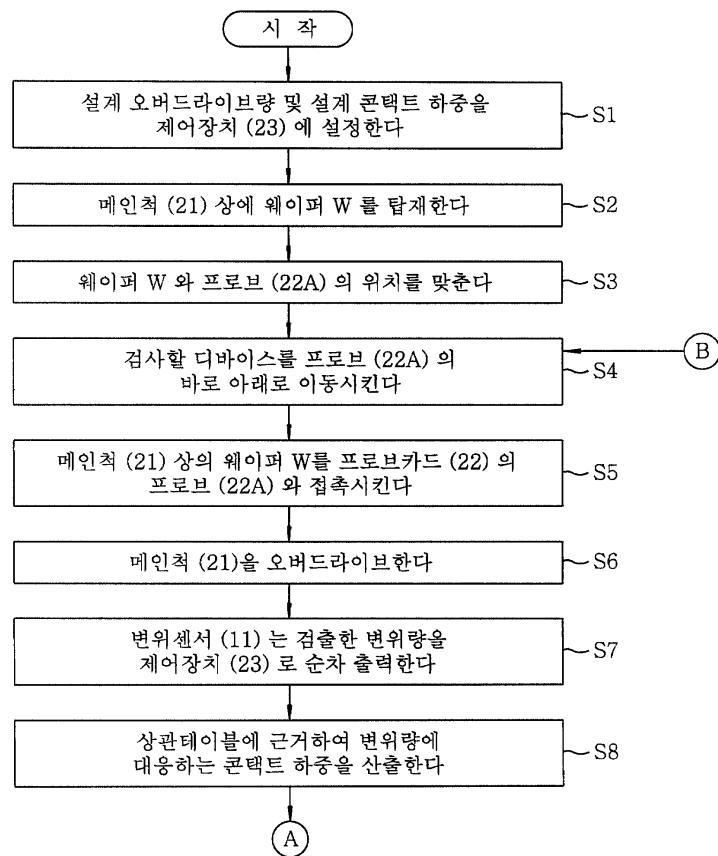 시 작
설계 오버드라이브량 및 설계 콘택트 하중을
제어장치 (23) 에 설정한다
S1
메인척 (21) 상에 웨이퍼 W 를 탑재한다
S2
웨이퍼 W 와 프로브 (22A) 의 위치를 맞춘다
S3
검사할 디바이스를 프로브 (22A) 의
바로 아래로 이동시킨다
S4
B
메인척 (21) 상의 웨이퍼 W를 프로브카드 (22) 의
프로브 (22A) 와 접촉시킨다
S5
메인척 (21)을 오버드라이브한다
S6
변위센서 (11) 는 검출한 변위량을
제어장치 (23) 로 순차 출력한다
S7
상관테이블에 근거하여 변위량에
대응하는 콘택트 하중을 산출한다
S8
A